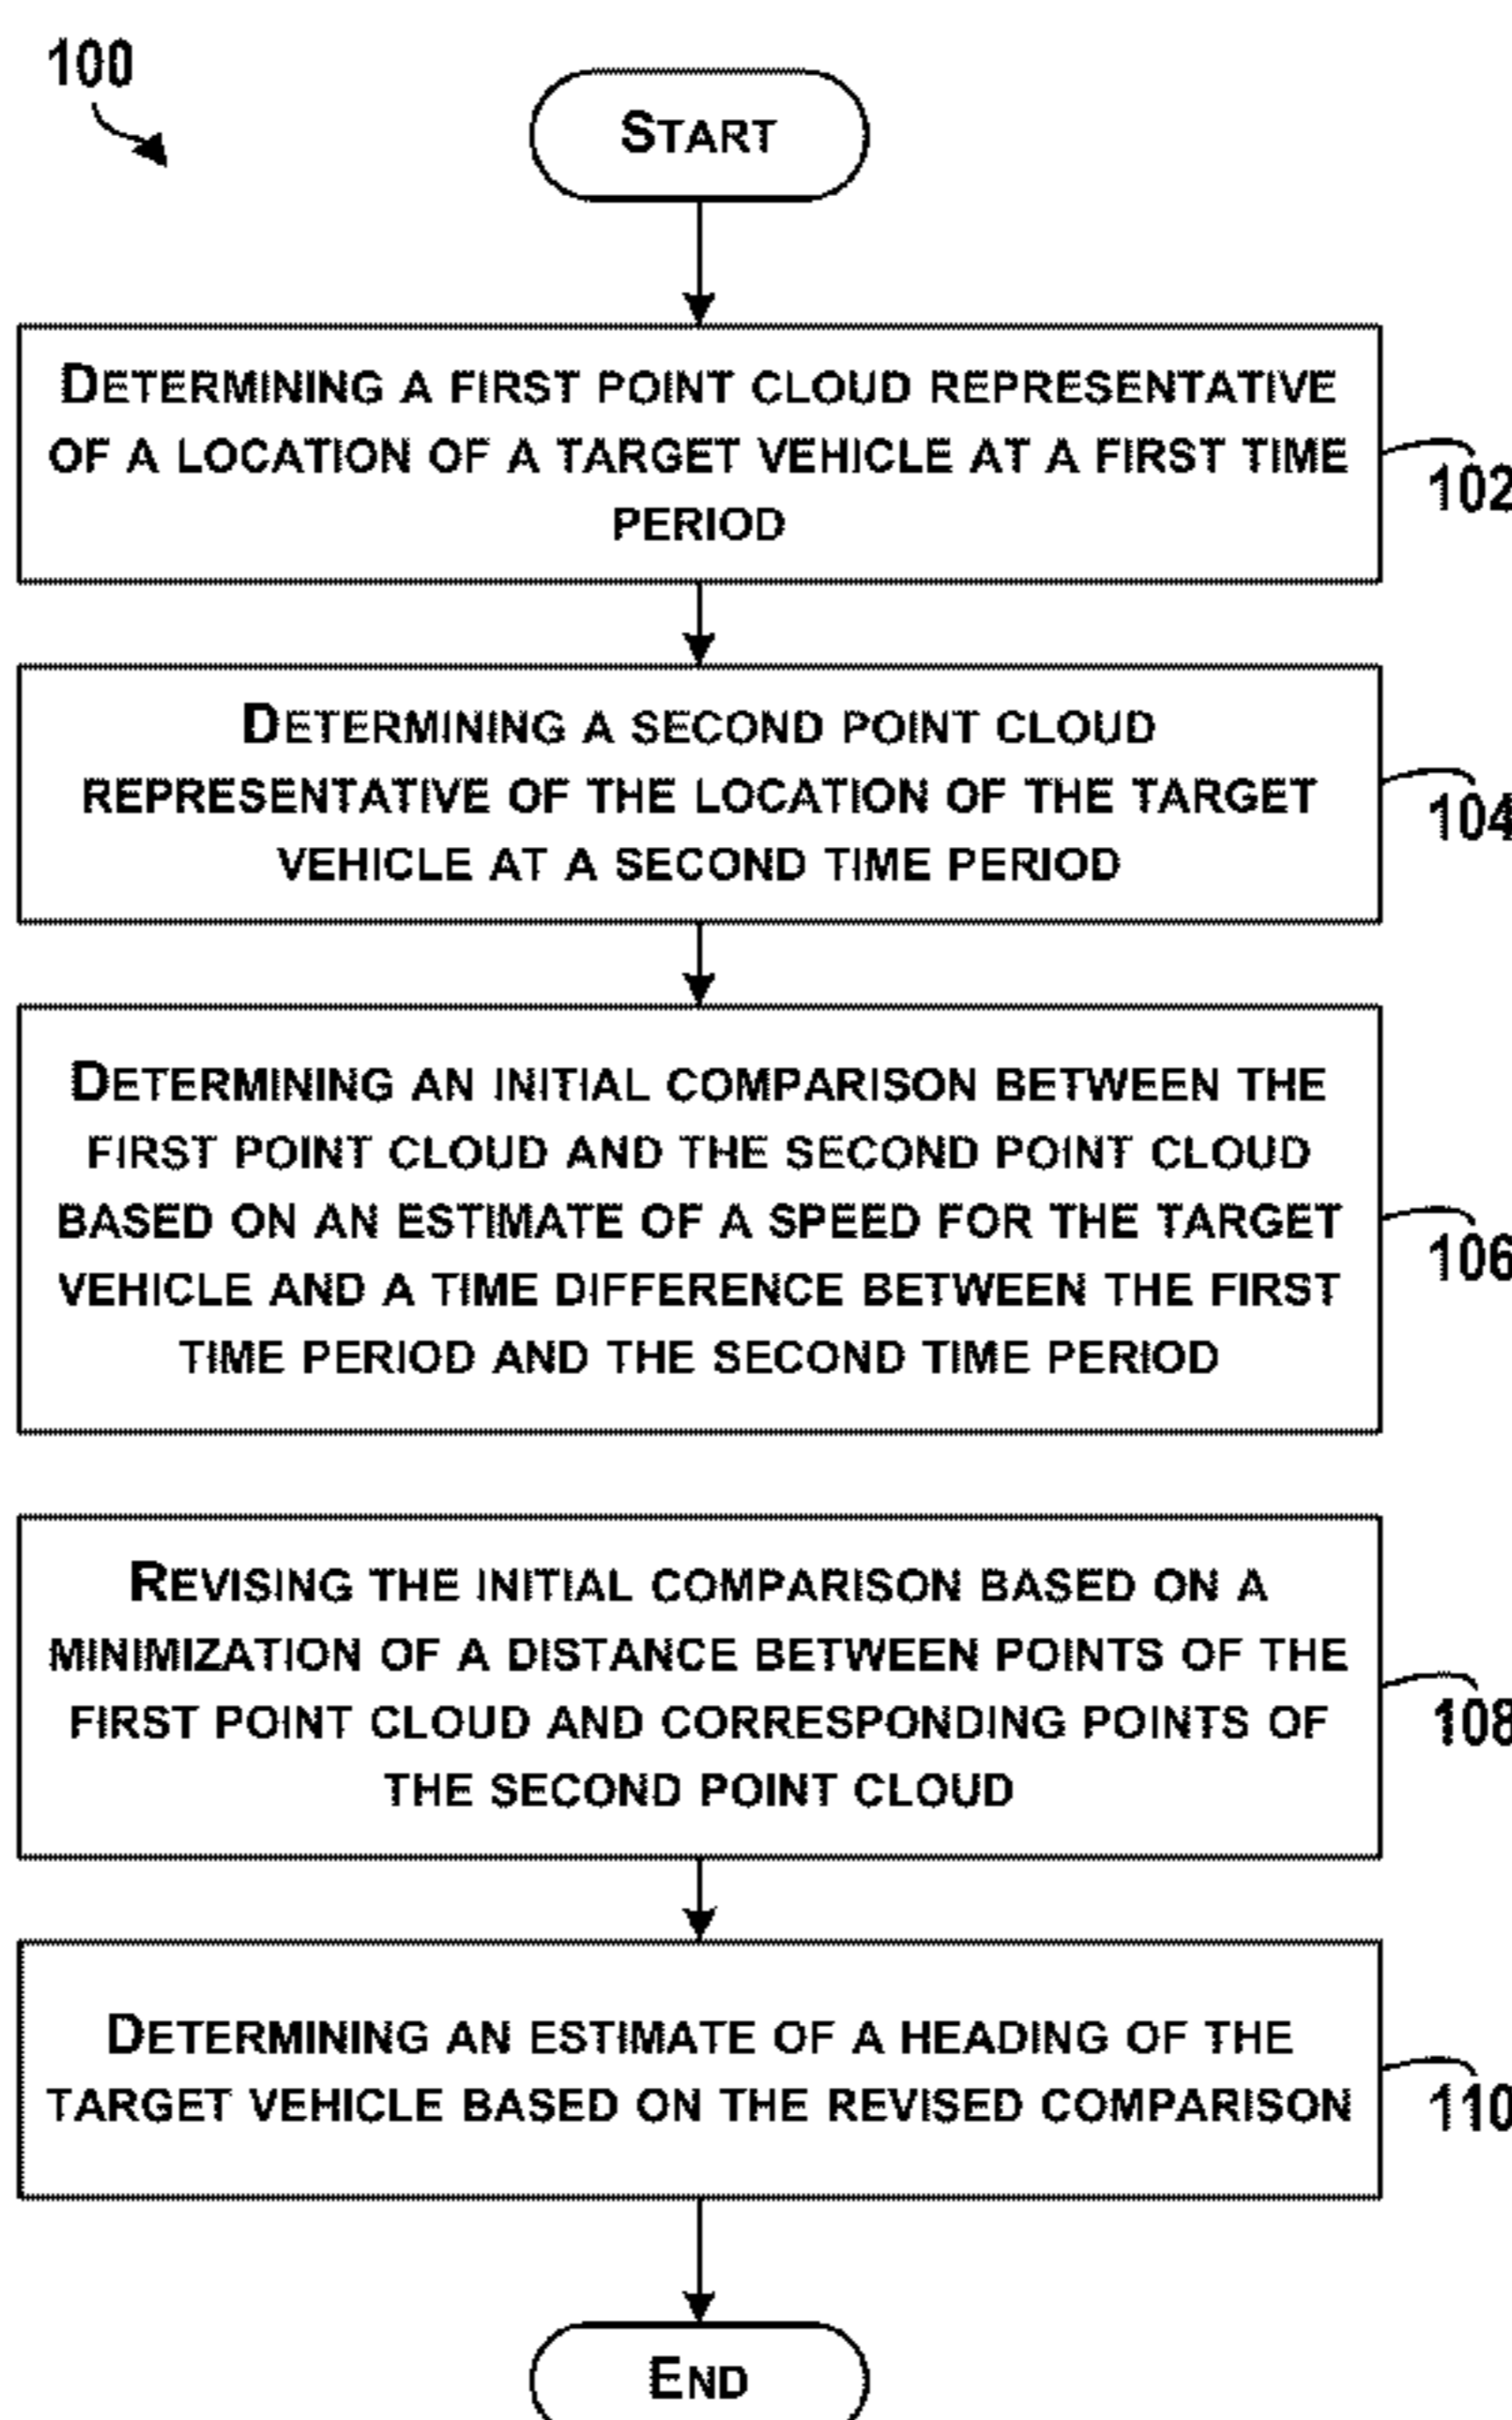 100
START
DETERMINING A FIRST POINT CLOUD REPRESENTATIVE
OF A LOCATION OF A TARGET VEHICLE AT A FIRST TIME
PERIOD
102
DETERMINING A SECOND POINT CLOUD
REPRESENTATIVE OF THE LOCATION OF THE TARGET
VEHICLE AT A SECOND TIME PERIOD
104
DETERMINING AN INITIAL COMPARISON BETWEEN THE
FIRST POINT CLOUD AND THE SECOND POINT CLOUD
BASED ON AN ESTIMATE OF A SPEED FOR THE TARGET
VEHICLE AND A TIME DIFFERENCE BETWEEN THE FIRST
TIME PERIOD AND THE SECOND TIME PERIOD
106
REVISING THE INITIAL COMPARISON BASED ON A
MINIMIZATION OF A DISTANCE BETWEEN POINTS OF THE
FIRST POINT CLOUD AND CORRESPONDING POINTS OF
THE SECOND POINT CLOUD
108
DETERMINING AN ESTIMATE OF A HEADING OF THE
TARGET VEHICLE BASED ON THE REVISED COMPARISON
110
END